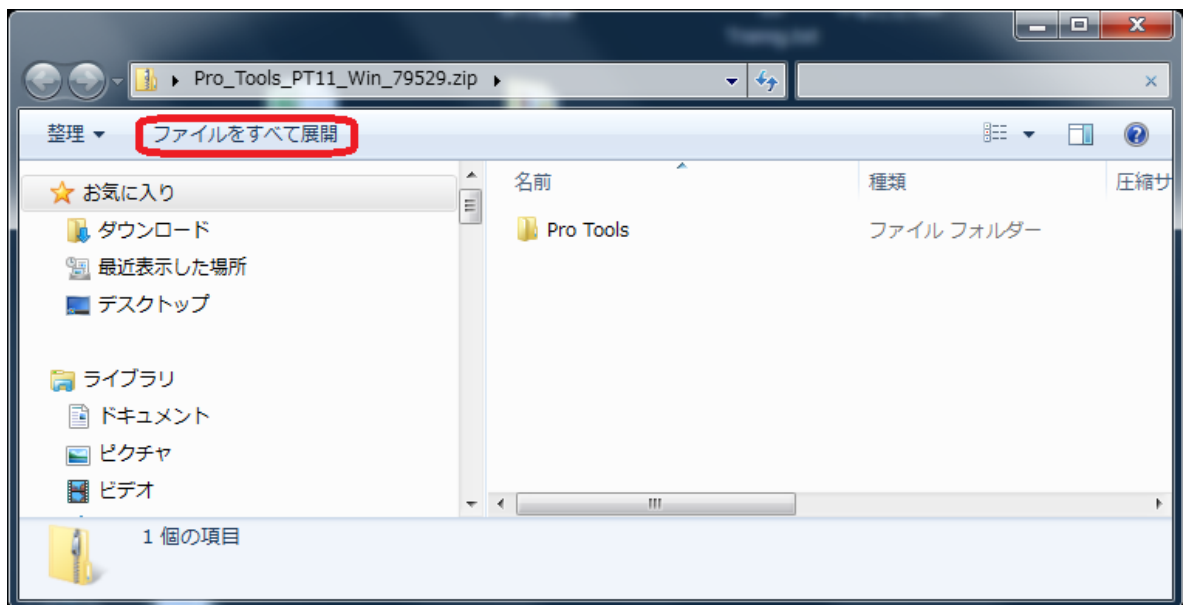 Pro_Tools_PT11_Win_79529.zip
整理 ファイルをすべて展開
お気に入り
ダウンロード
最近表示した場所
デスクトップ
ライブラリ
ドキュメント
ピクチャ
ビデオ
名前 種類 圧縮サ
Pro Tools ファイル フォルダー
1 個の項目